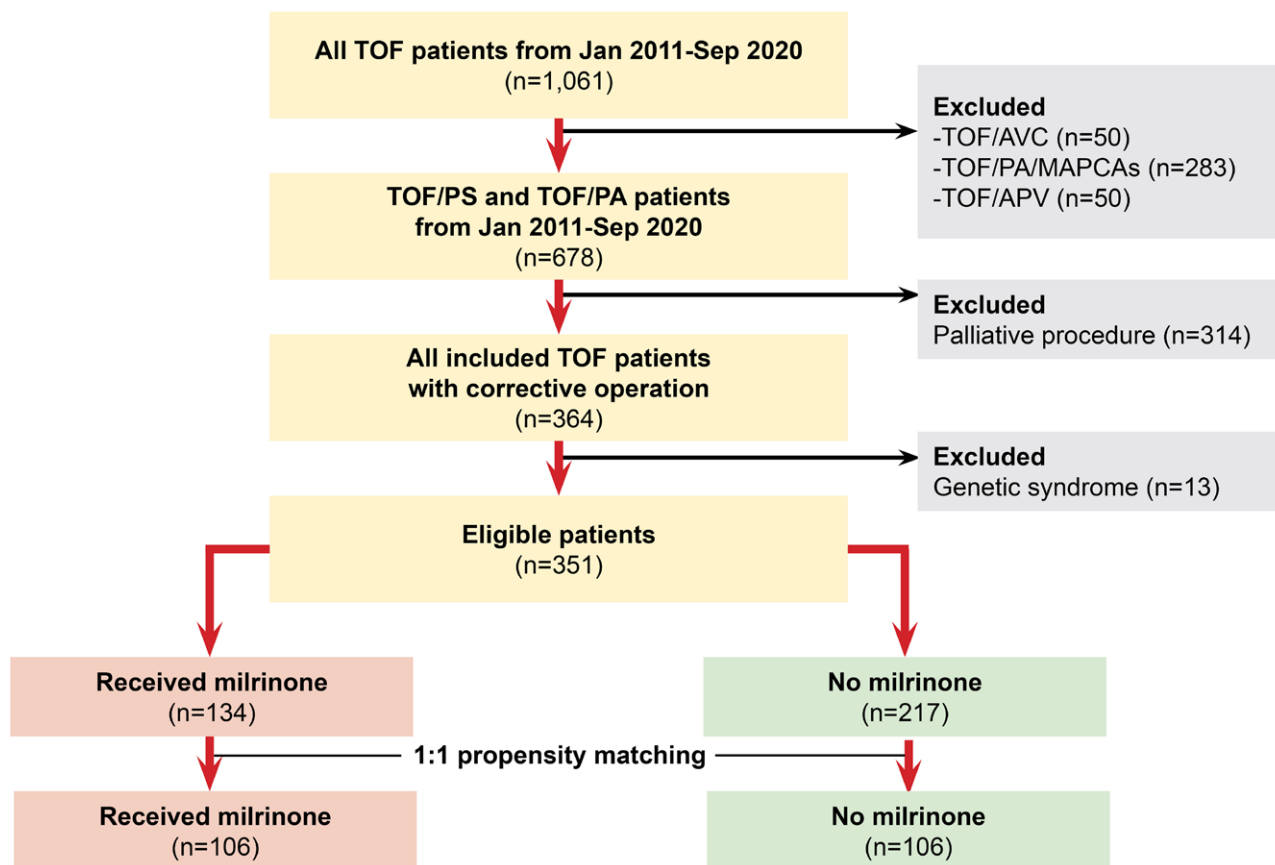 All TOF patients from Jan 2011-Sep 2020
(n=1,061)
Excluded
-TOF/AVC (n=50)
-TOF/PA/MAPCAs (n=283)
-TOF/APV (n=50)
TOF/PS and TOF/PA patients
from Jan 2011-Sep 2020
(n=678)
Excluded
Palliative procedure (n=314)
All included TOF patients
with corrective operation
(n=364)
Excluded
Genetic syndrome (n=13)
Eligible patients
(n=351)
Received milrinone
(n=134)
No milrinone
(n=217)
1:1 propensity matching
Received milrinone
(n=106)
No milrinone
(n=106)